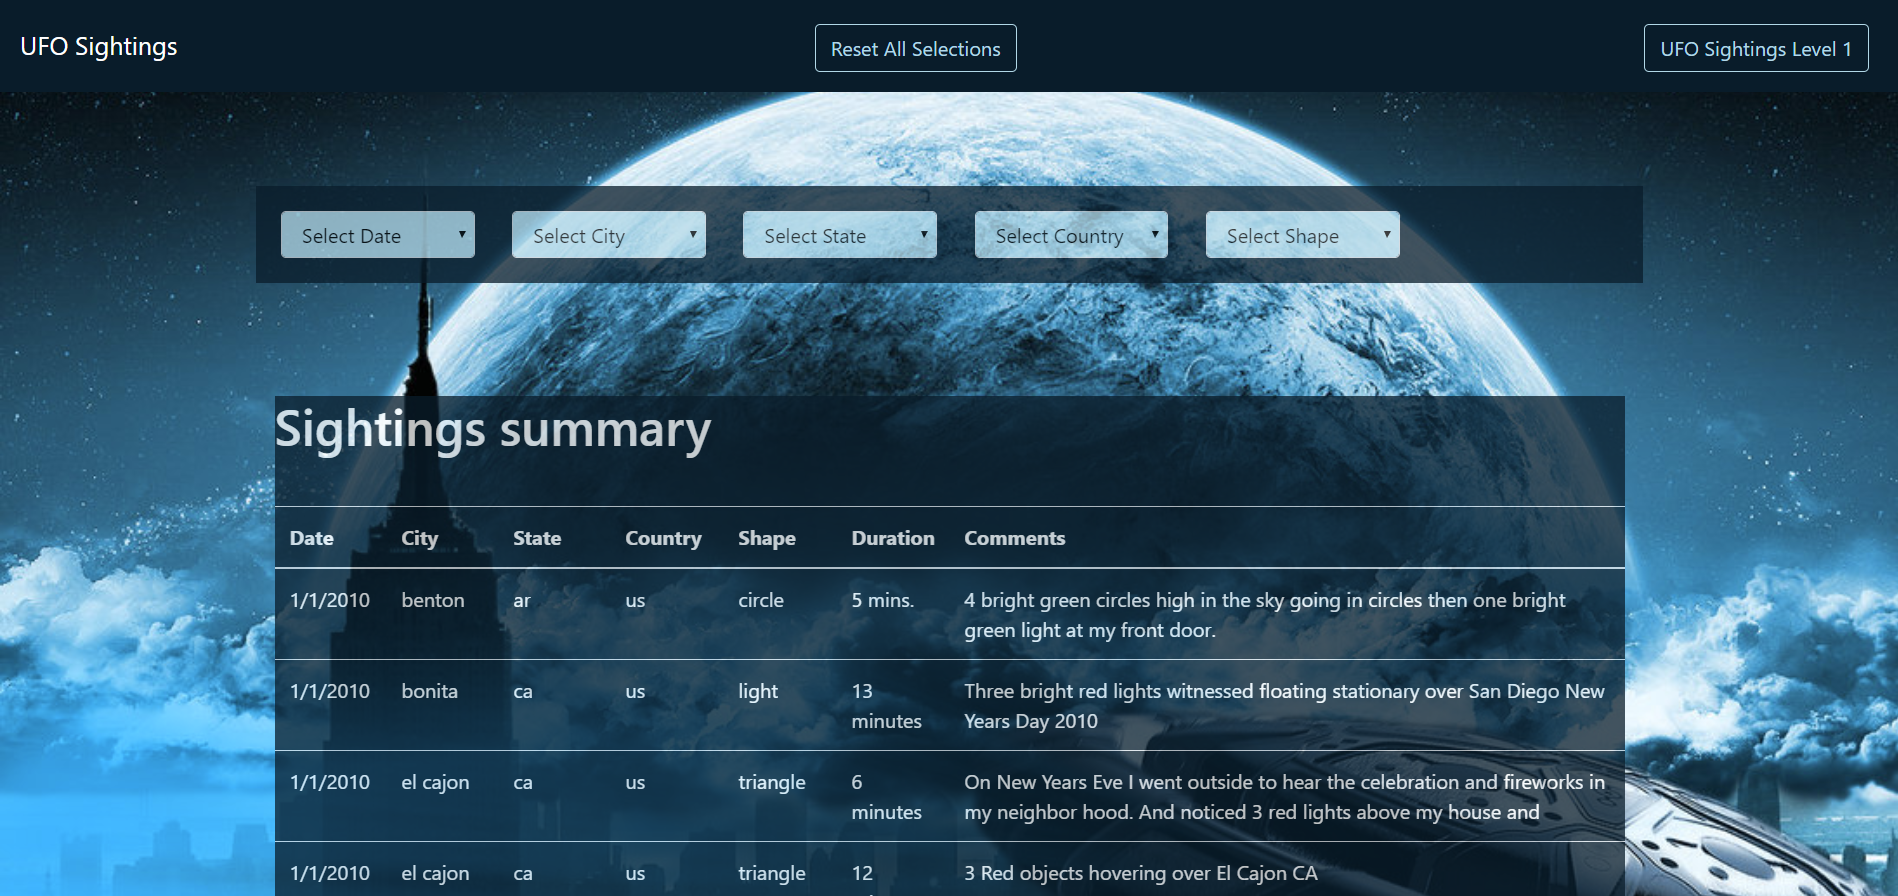 UFO Sightings
Reset All Selections
UFO Sightings Level 1
Select Date
Select City
Select State
Select Country
Select Shape
Sightings summary
Date City State Country Shape Duration Comments
1/1/2010 benton ar us circle 5 mins. 4 bright green circles high in the sky going in circles then one bright
green light at my front door.
1/1/2010 bonita ca us light 13 Three bright red lights witnessed floating stationary over San Diego New
minutes Years Day 2010
1/1/2010 el cajon ca us triangle 6 On New Years Eve I went outside to hear the celebration and fireworks in
minutes my neighbor hood. And noticed 3 red lights above my house and
1/1/2010 el cajon ca us triangle 12 3 Red objects hovering over El Cajon CA